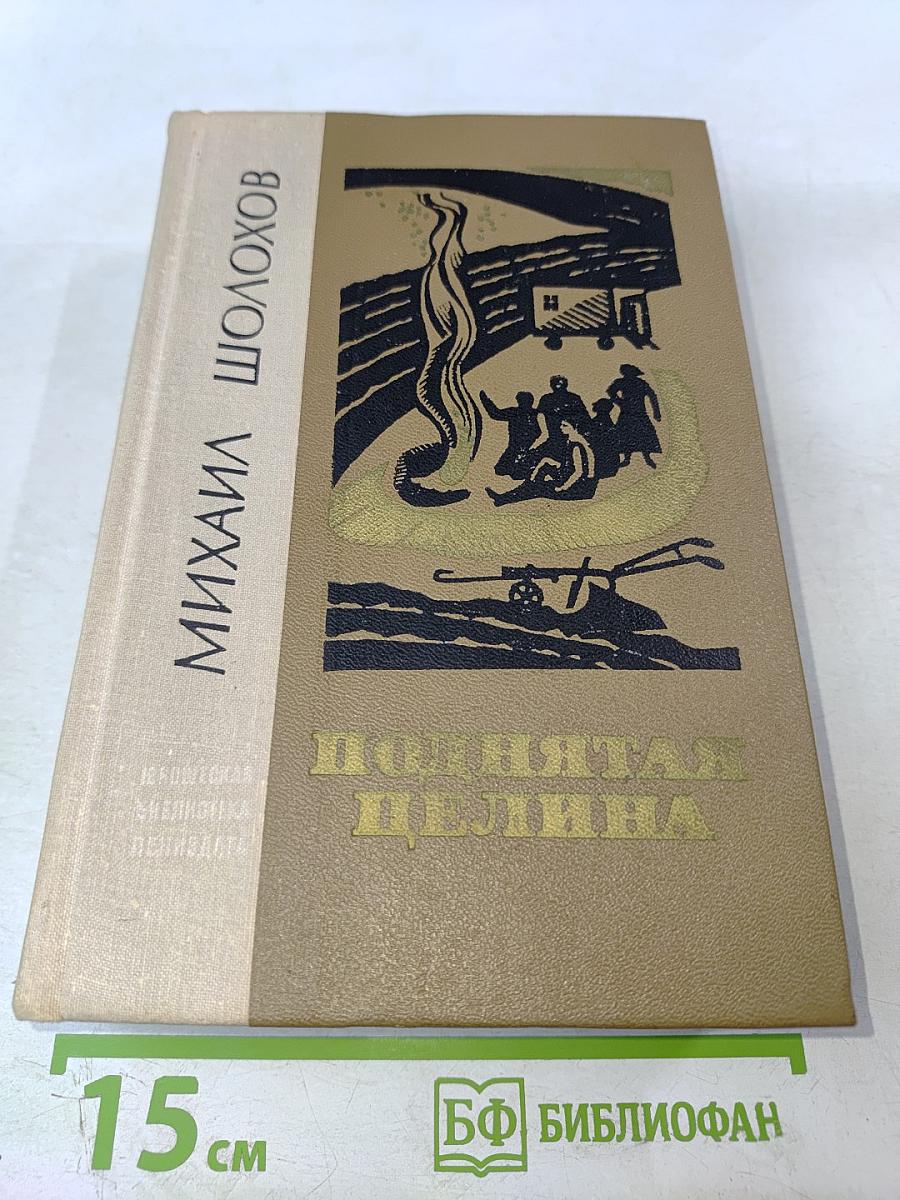 МИХАИЛ ШОЛОХОВ
ЮНОШЕСКАЯ
БИБЛИОТЕКА
ЛЕНИЗДАТА
ПОДНЯТАЯ
ЦЕЛИНА
15 см
БФ БИБЛИОФАН